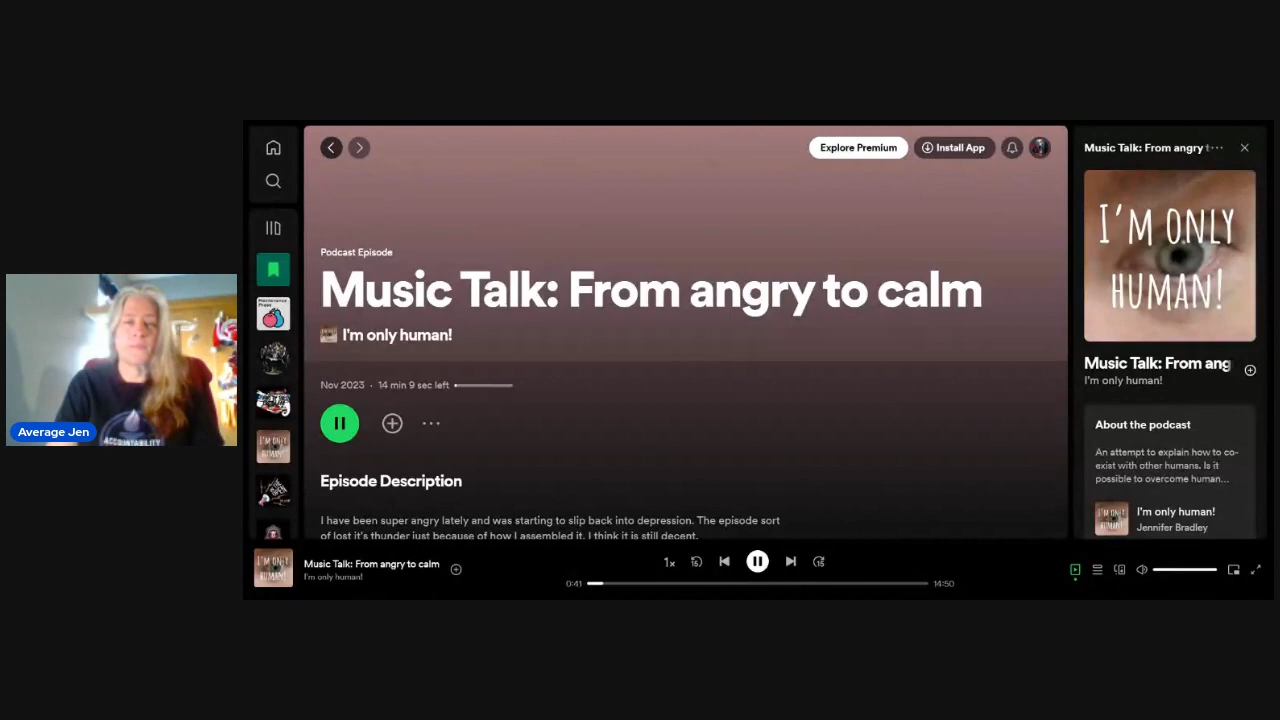 Explore Premium
Install App
Music Talk: From angry t
Podcast Episode
Music Talk: From angry to calm
I'm only human!
Nov 2023 · 14 min 9 sec left
Episode Description
I have been super angry lately and was starting to slip back into depression. The episode sort
of lost it's thunder just because of how I assembled it. I think it is still decent.
I'M ONLY
HUMAN!
Music Talk: From ang
I'm only human!
About the podcast
An attempt to explain how to co-
exist with other humans. Is it
possible to overcome human...
I'm only human!
Jennifer Bradley
Average Jen
ACCOUNTABILITY
I'M ONLY
HUMAN!
Music Talk: From angry to calm
I'm only human!
1x
15
15
0:41
14:50